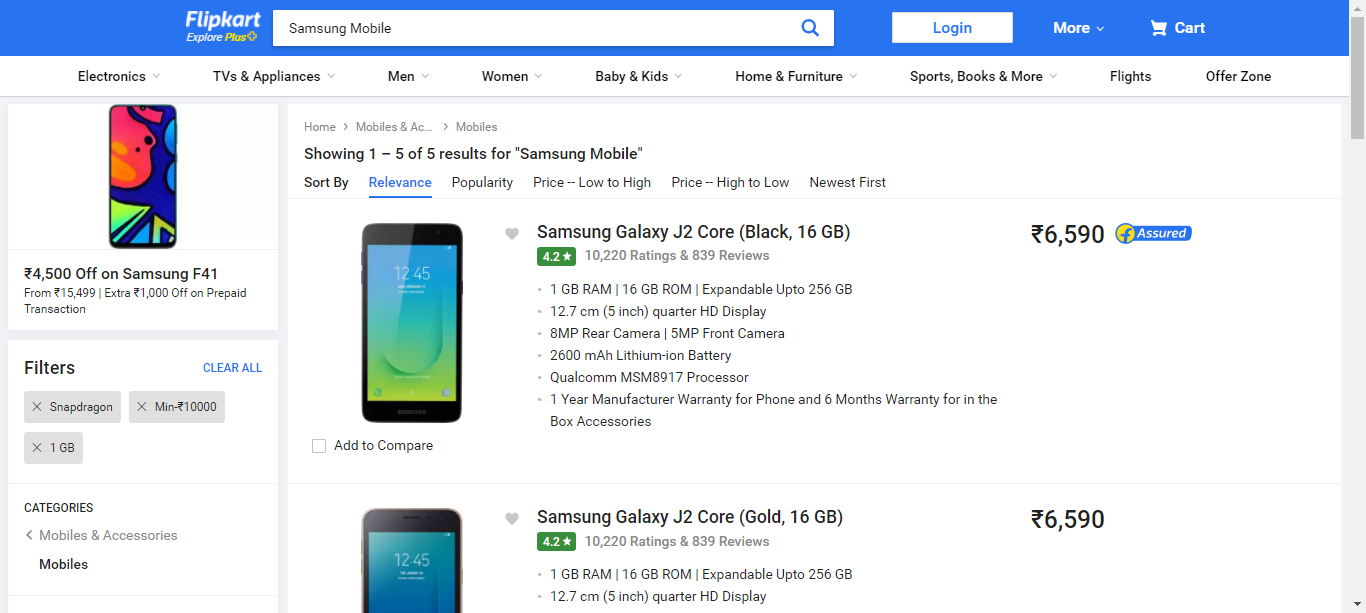 Flipkart
Explore Plus
Samsung Mobile
Login
More
Cart
Electronics
TVs & Appliances
Men
Women
Baby & Kids
Home & Furniture
Sports, Books & More
Flights
Offer Zone
₹4,500 Off on Samsung F41
From ₹15,499 | Extra ₹1,000 Off on Prepaid
Transaction
Filters
CLEAR ALL
Snapdragon
Min-₹10000
1 GB
CATEGORIES
Mobiles & Accessories
Mobiles
Home
Mobiles & Ac...
Mobiles
Showing 1 – 5 of 5 results for "Samsung Mobile"
Sort By
Relevance
Popularity
Price -- Low to High
Price -- High to Low
Newest First
12:45
SAMSUNG
Add to Compare
Samsung Galaxy J2 Core (Black, 16 GB)
4.2★
10,220 Ratings & 839 Reviews
1 GB RAM | 16 GB ROM | Expandable Upto 256 GB
12.7 cm (5 inch) quarter HD Display
8MP Rear Camera | 5MP Front Camera
2600 mAh Lithium-ion Battery
Qualcomm MSM8917 Processor
1 Year Manufacturer Warranty for Phone and 6 Months Warranty for in the
Box Accessories
₹6,590
Assured
12:45
Samsung Galaxy J2 Core (Gold, 16 GB)
4.2★
10,220 Ratings & 839 Reviews
1 GB RAM | 16 GB ROM | Expandable Upto 256 GB
12.7 cm (5 inch) quarter HD Display
₹6,590